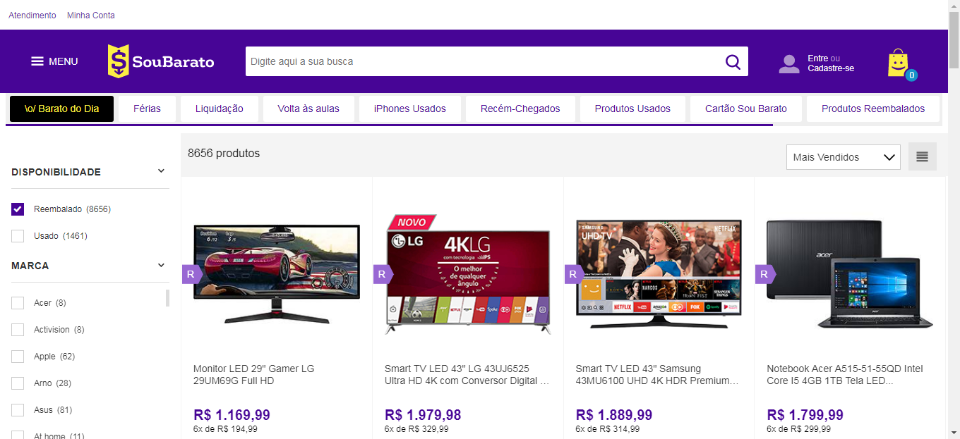 Atendimento Minha Conta
MENU SouBarato Digite aqui a sua busca Entre ou
Cadastre-se
0
\o/ Barato do Dia Férias Liquidação Volta às aulas iPhones Usados Recém-Chegados Produtos Usados Cartão Sou Barato Produtos Reembalados
8656 produtos Mais Vendidos
DISPONIBILIDADE
Reembalado (8656)
Usado (1461)
MARCA
Acer (8)
Activision (8)
Apple (62)
Arno (28)
Asus (81)
At home (11)
R
Monitor LED 29" Gamer LG
29UM69G Full HD
R$ 1.169,99
6x de R$ 194,99
NOVO
LG 4KLG
O melhor
de qualquer
ângulo
R
Smart TV LED 43" LG 43UJ6525
Ultra HD 4K com Conversor Digital ...
R$ 1.979,98
6x de R$ 329,99
SMART
UHD TV
NETFLIX
R
Smart TV LED 43" Samsung
43MU6100 UHD 4K HDR Premium...
R$ 1.889,99
6x de R$ 314,99
acer
R
Notebook Acer A515-51-55QD Intel
Core I5 4GB 1TB Tela LED...
R$ 1.799,99
6x de R$ 299,99